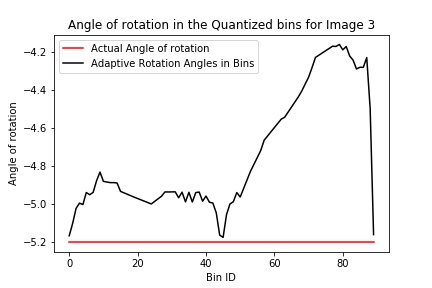 Angle of rotation in the Quantized bins for Image 3
Actual Angle of rotation
Adaptive Rotation Angles in Bins
Angle of rotation
−4.2
−4.4
−4.6
−4.8
−5.0
−5.2
0 20 40 60 80
Bin ID